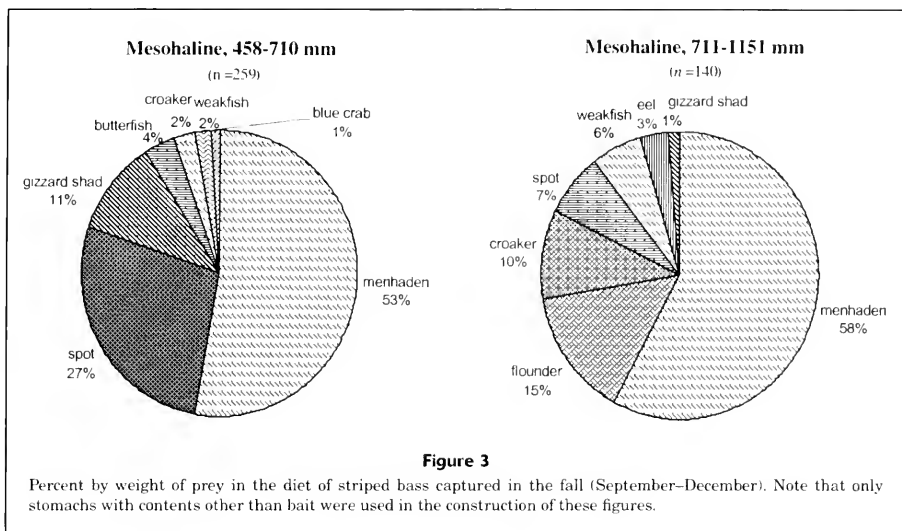 Mesohaline, 458-710 mm
(n =259)
croaker
2%
weakfish
2%
blue crab
1%
butterfish
4%
gizzard shad
11%
spot
27%
menhaden
53%
Mesohaline, 711-1151 mm
(n =140)
gizzard shad
1%
eel
3%
weakfish
6%
spot
7%
croaker
10%
flounder
15%
menhaden
58%
Figure 3
Percent by weight of prey in the diet of striped bass captured in the fall (September–December). Note that only
stomachs with contents other than bait were used in the construction of these figures.